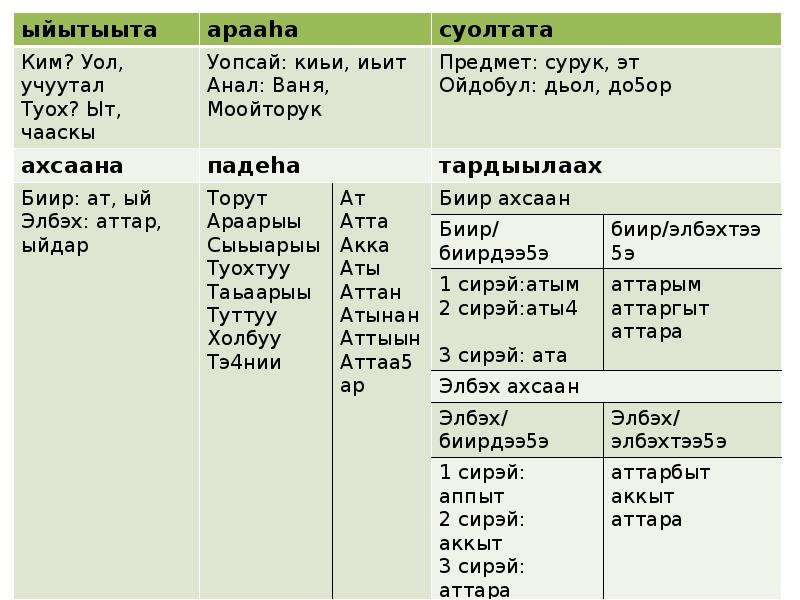 ыйытыыта
арааһа
суолтата
Ким? Уол,
учуутал
Туох? Ыт,
чааскы
Уопсай: киьи, иьит
Анал: Ваня,
Моойторук
Предмет: сурук, эт
Ойдобул: дьол, до5ор
ахсаана
падеһа
тардыылаах
Биир: ат, ый
Элбэх: аттар,
ыйдар
Торут
Араарыы
Сыьыарыы
Туохтуу
Таьаарыы
Туттуу
Холбуу
Тэ4нии
Ат
Атта
Акка
Аты
Аттан
Атынан
Аттыын
Аттаа5
ар
Биир ахсаан
Биир/
биирдээ5э
биир/элбэхтээ
5э
1 сирэй:атым
2 сирэй:аты4
3 сирэй: ата
аттарым
аттаргыт
аттара
Элбэх ахсаан
Элбэх/
биирдээ5э
Элбэх/
элбэхтээ5э
1 сирэй:
аппыт
2 сирэй:
аккыт
3 сирэй:
аттара
аттарбыт
аккыт
аттара